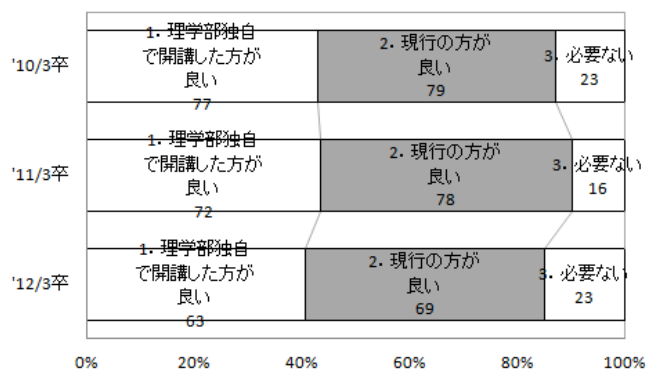 '10/3卒
1. 理学部独自
で開講した方が
良い
77
2. 現行の方が
良い
79
3. 必要ない
23
'11/3卒
1. 理学部独自
で開講した方が
良い
72
2. 現行の方が
良い
78
3. 必要ない
16
'12/3卒
1. 理学部独自
で開講した方が
良い
63
2. 現行の方が
良い
69
3. 必要ない
23
0% 20% 40% 60% 80% 100%